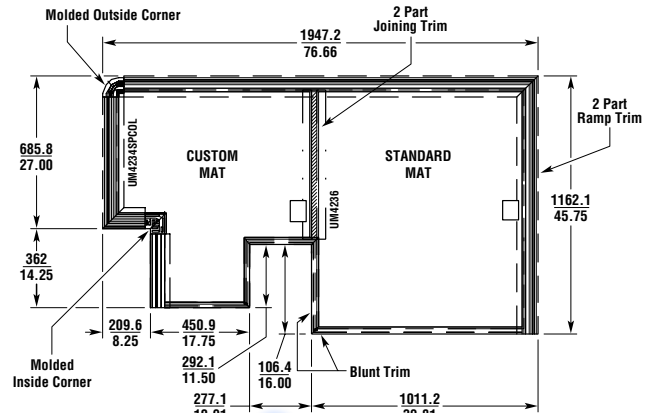 Molded Outside Corner
2 Part
Joining Trim
1947.2
76.66
2 Part
Ramp Trim
685.8
27.00
UM4234SPCOL
CUSTOM
MAT
UM4236
STANDARD
MAT
1162.1
45.75
362
14.25
209.6
8.25
450.9
17.75
292.1
11.50
106.4
16.00
Blunt Trim
Molded
Inside Corner
277.1
1011.2